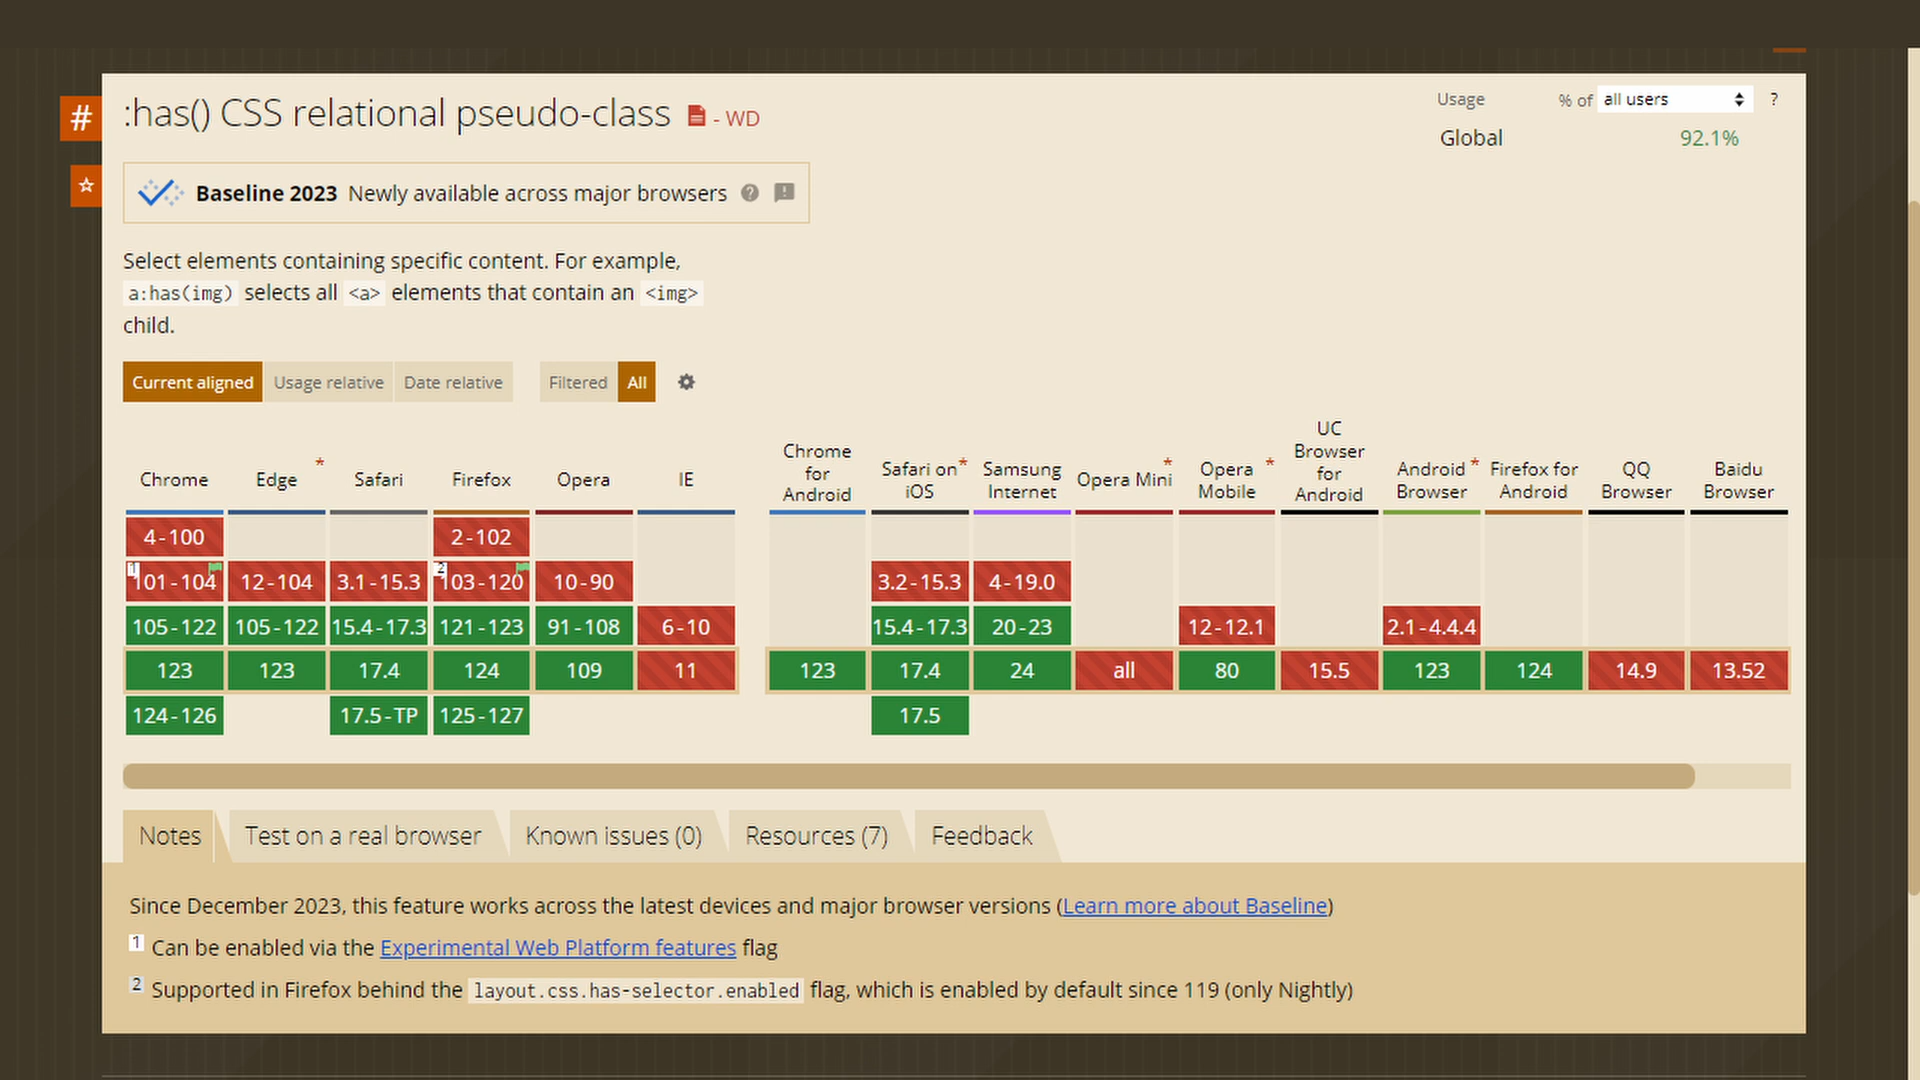 # :has() CSS relational pseudo-class - WD
Usage % of all users ?
Global 92.1%
Baseline 2023 Newly available across major browsers ?
Select elements containing specific content. For example,
a:has(img) selects all <a> elements that contain an <img>
child.
Current aligned Usage relative Date relative Filtered All
Chrome Edge * Safari Firefox Opera IE Chrome for Android Safari on iOS * Samsung Internet Opera Mini * Opera Mobile * UC Browser for Android Android Browser * Firefox for Android QQ Browser Baidu Browser
4-100 2-102
1 101-104 12-104 3.1-15.3 2 103-120 10-90 3.2-15.3 4-19.0
105-122 105-122 15.4-17.3 121-123 91-108 6-10 15.4-17.3 20-23 12-12.1 2.1-4.4.4
123 123 17.4 124 109 11 123 17.4 24 all 80 15.5 123 124 14.9 13.52
124-126 17.5-TP 125-127 17.5
Notes Test on a real browser Known issues (0) Resources (7) Feedback
Since December 2023, this feature works across the latest devices and major browser versions (Learn more about Baseline)
1 Can be enabled via the Experimental Web Platform features flag
2 Supported in Firefox behind the layout.css.has-selector.enabled flag, which is enabled by default since 119 (only Nightly)